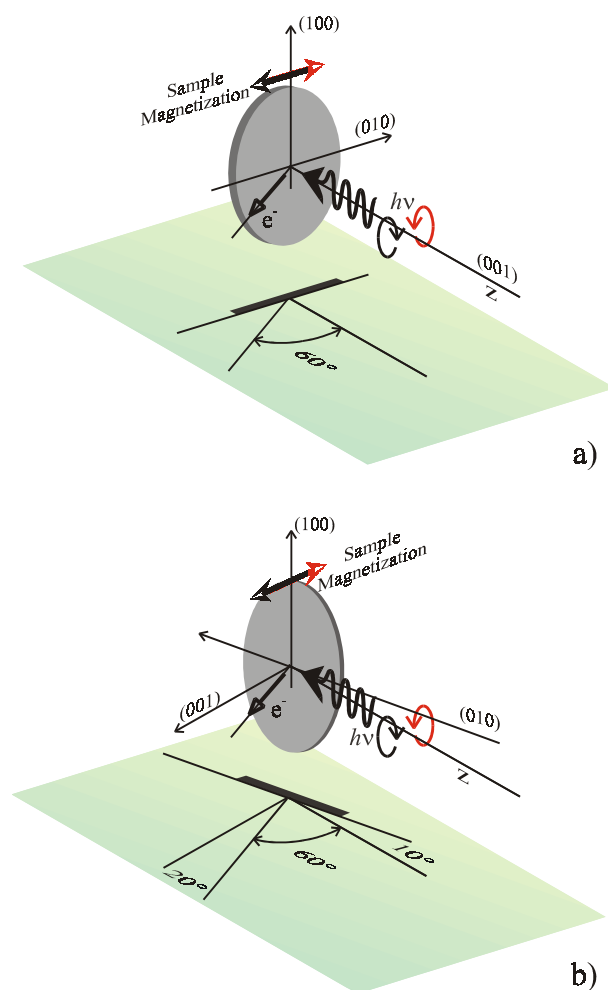 (100)
Sample
Magnetization
(010)
e-
hν
(001)
z
60°
a)
(100)
Sample
Magnetization
(001)
e-
(010)
hν
z
10°
60°
20°
b)